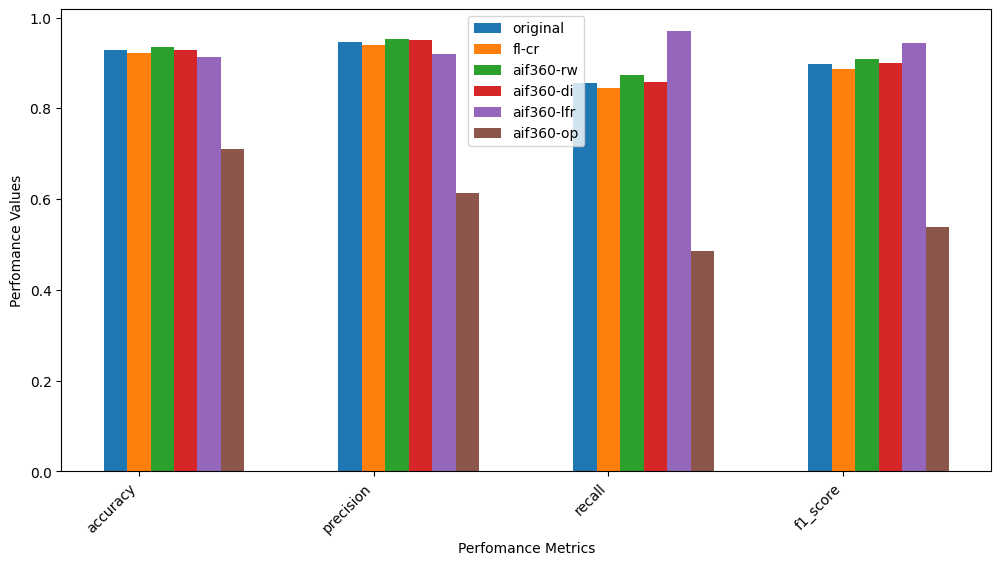 original
fl-cr
aif360-rw
aif360-di
aif360-lfr
aif360-op
1.0
0.8
0.6
0.4
0.2
0.0
Perfomance Values
accuracy
precision
recall
f1_score
Perfomance Metrics